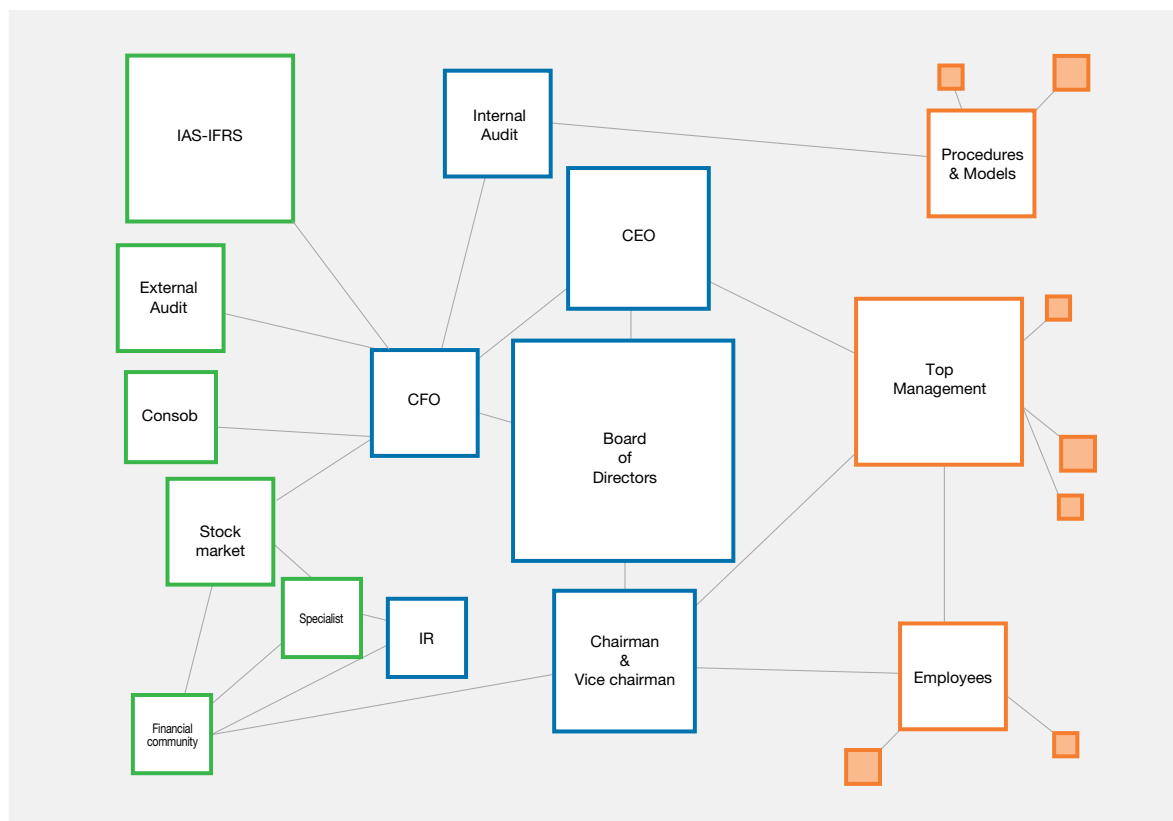 IAS-IFRS
Internal
Audit
Procedures
& Models
CEO
External
Audit
Top
Management
CFO
Consob
Board
of
Directors
Stock
market
Specialist
IR
Chairman
&
Vice chairman
Employees
Financial
community